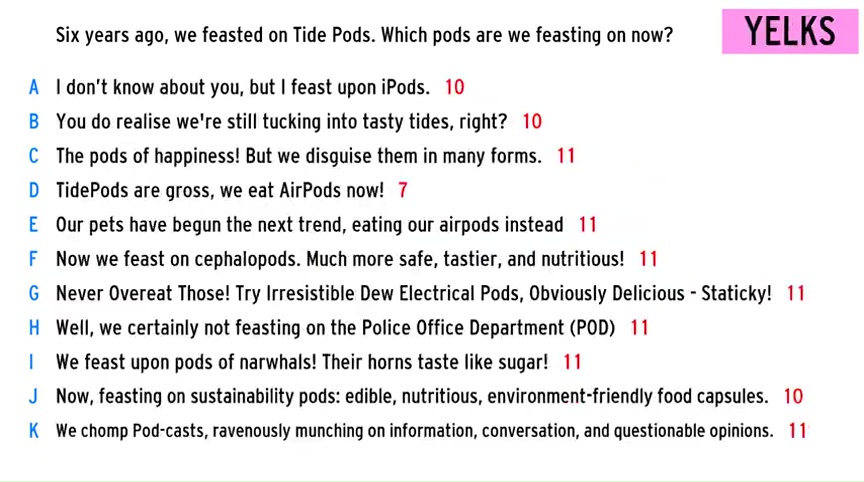 Six years ago, we feasted on Tide Pods. Which pods are we feasting on now?
YELKS
A I don't know about you, but I feast upon iPods. 10
B You do realise we're still tucking into tasty tides, right? 10
C The pods of happiness! But we disguise them in many forms. 11
D TidePods are gross, we eat AirPods now! 7
E Our pets have begun the next trend, eating our airpods instead 11
F Now we feast on cephalopods. Much more safe, tastier, and nutritious! 11
G Never Overeat Those! Try Irresistible Dew Electrical Pods, Obviously Delicious - Staticky! 11
H Well, we certainly not feasting on the Police Office Department (POD) 11
I We feast upon pods of narwhals! Their horns taste like sugar! 11
J Now, feasting on sustainability pods: edible, nutritious, environment-friendly food capsules. 10
K We chomp Pod-casts, ravenously munching on information, conversation, and questionable opinions. 11